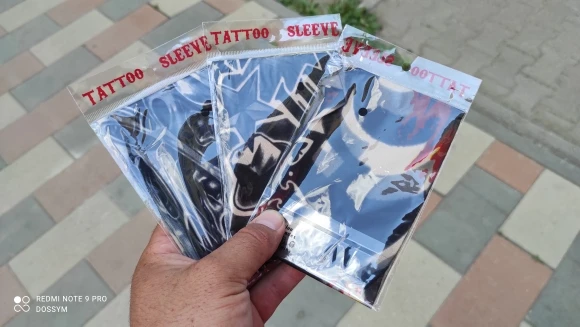 TATTOO SLEEVE
TATTOO SLEEVE
TATTOO
REDMI NOTE 9 PRO
DOSSYM